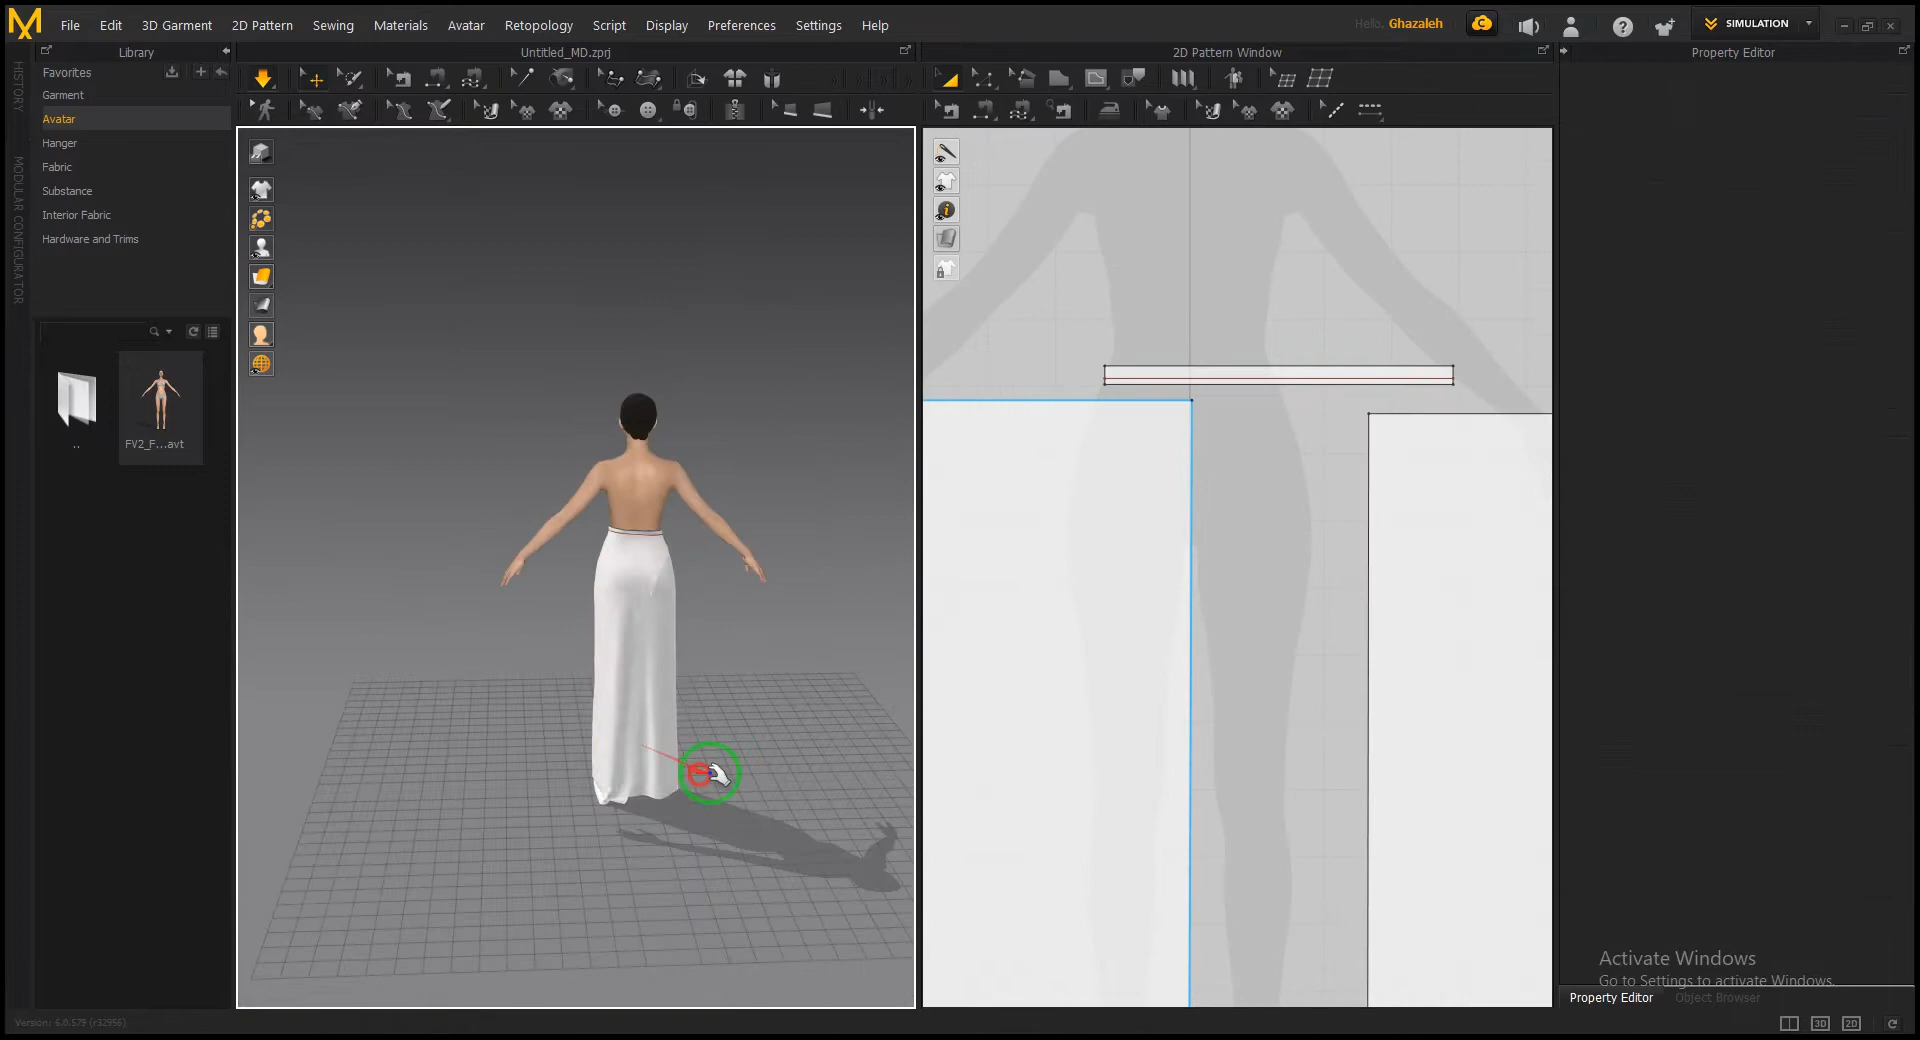 File Edit 3D Garment 2D Pattern Sewing Materials Avatar Retopology Script Display Preferences Settings Help
Hello, Ghazaleh
SIMULATION
Library
Untitled_MD.zprj
2D Pattern Window
Property Editor
HISTORY
MODULAR CONFIGURATOR
Favorites
Garment
Avatar
Hanger
Fabric
Substance
Interior Fabric
Hardware and Trims
..
FV2_F...avt
Activate Windows
Go to Settings to activate Windows.
Property Editor Object Browser
Version: 6.0.579 (r32956)
3D 2D